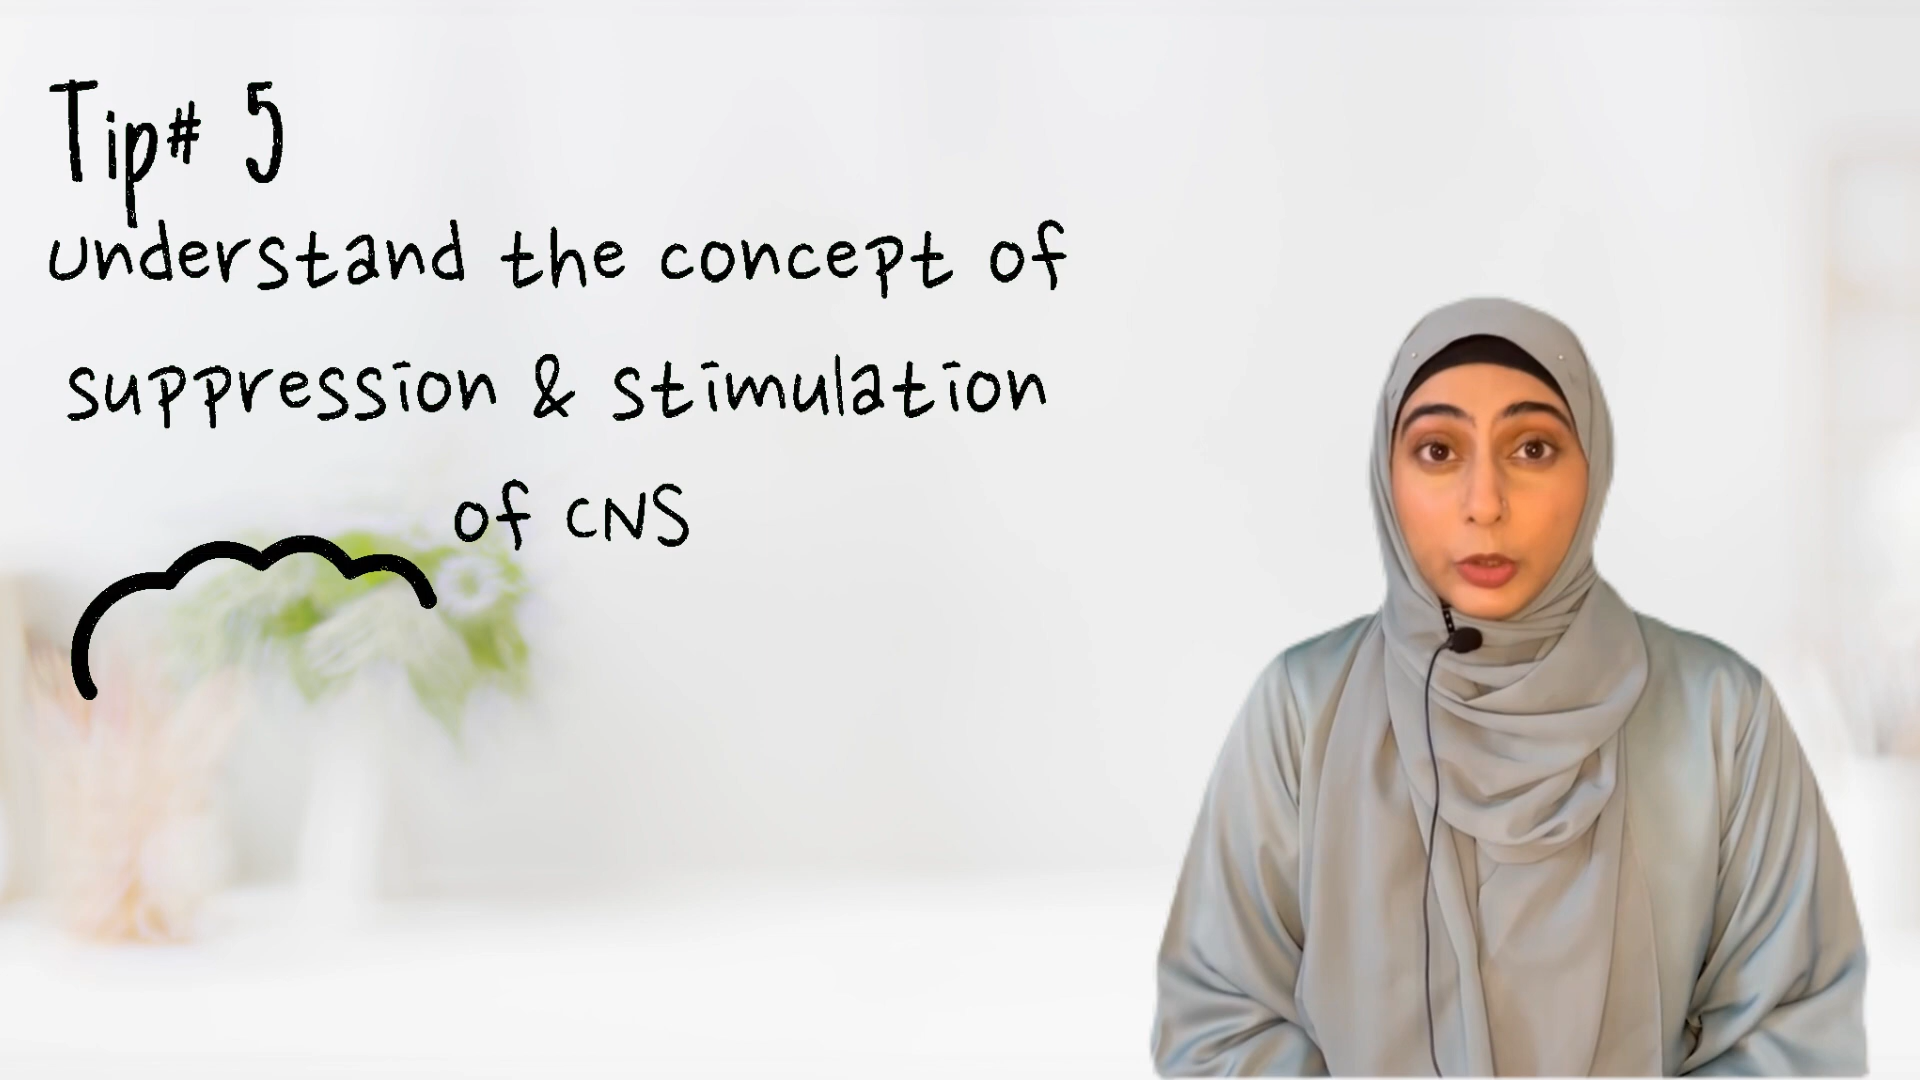 Tip# 5
understand the concept of
suppression & stimulation
of CNS